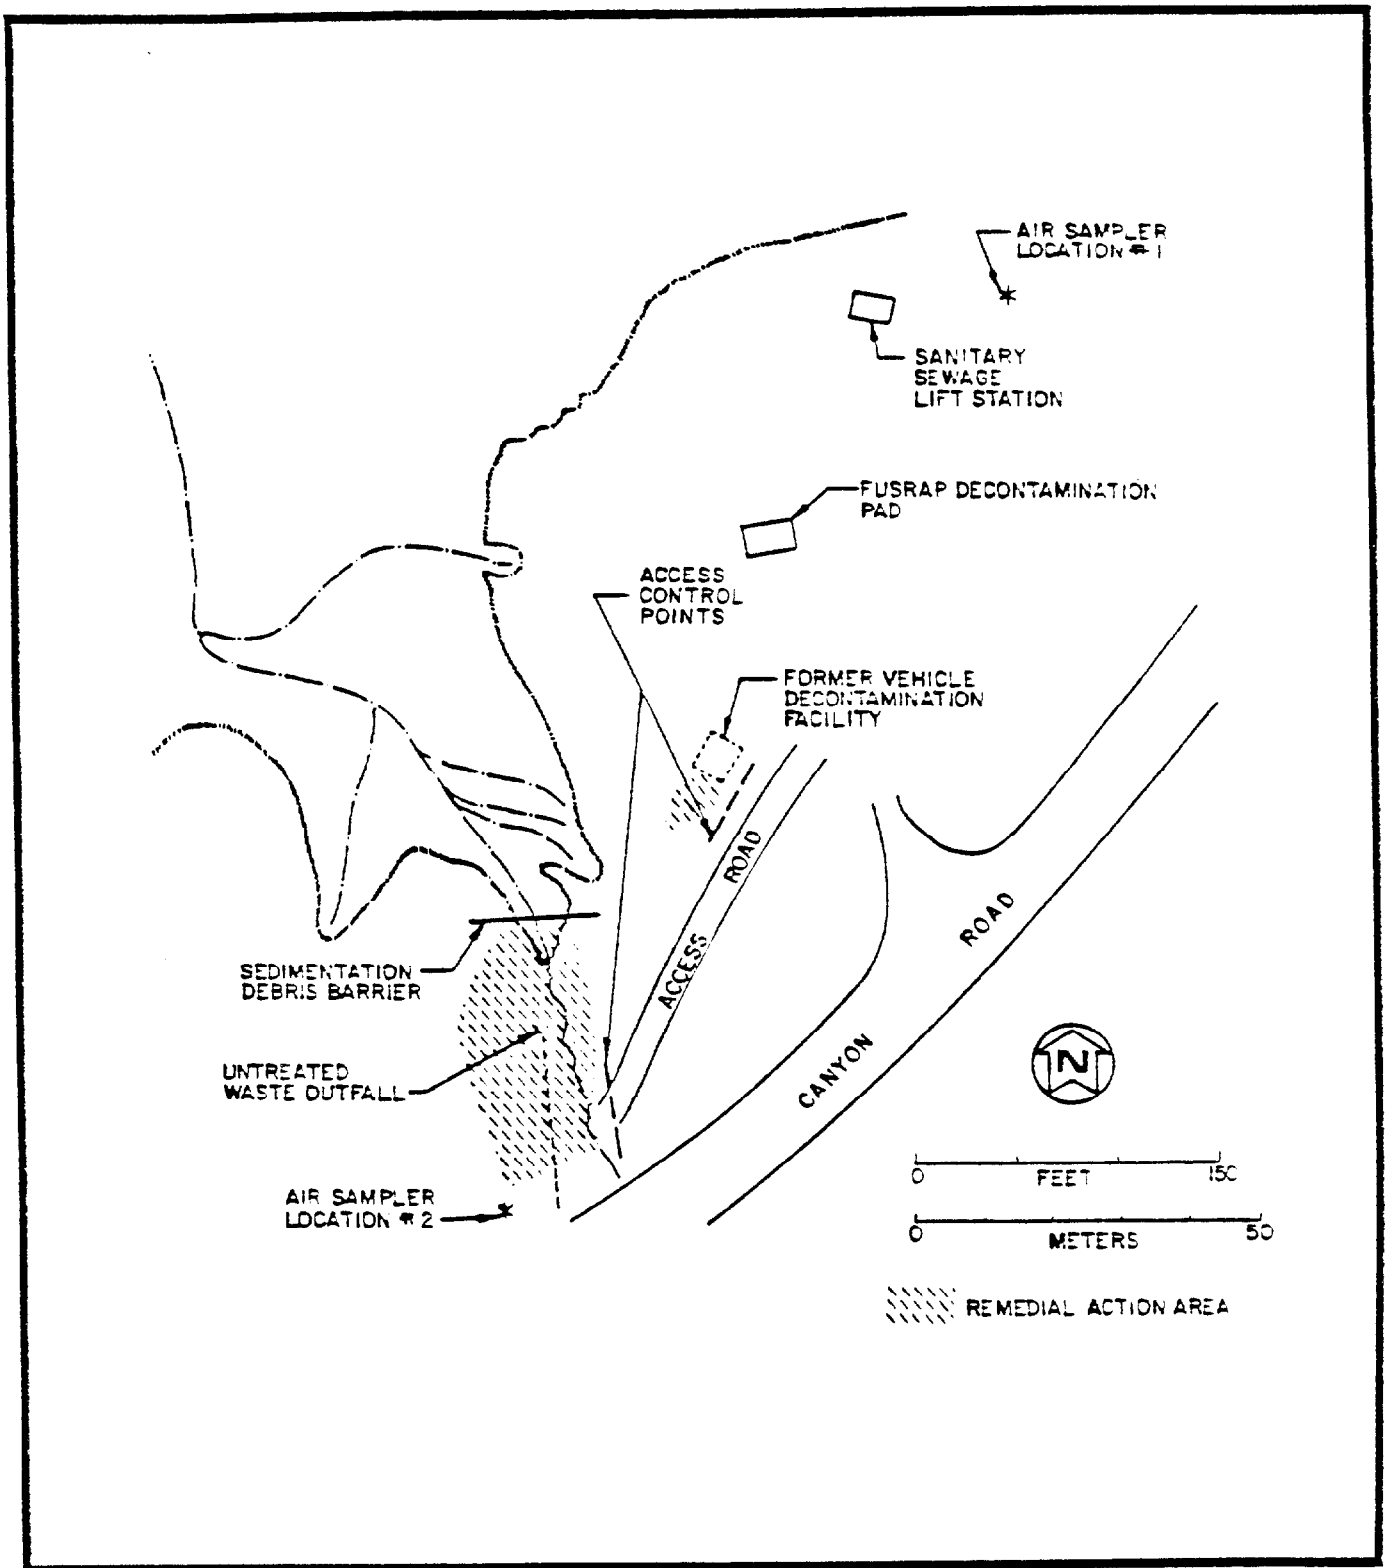 AIR SAMPLER
LOCATION #1
SANITARY
SEWAGE
LIFT STATION
FUSRAP DECONTAMINATION
PAD
ACCESS
CONTROL
POINTS
FORMER VEHICLE
DECONTAMINATION
FACILITY
ACCESS ROAD
CANYON ROAD
SEDIMENTATION
DEBRIS BARRIER
UNTREATED
WASTE OUTFALL
AIR SAMPLER
LOCATION #2
N
0 150
FEET
0 50
METERS
REMEDIAL ACTION AREA